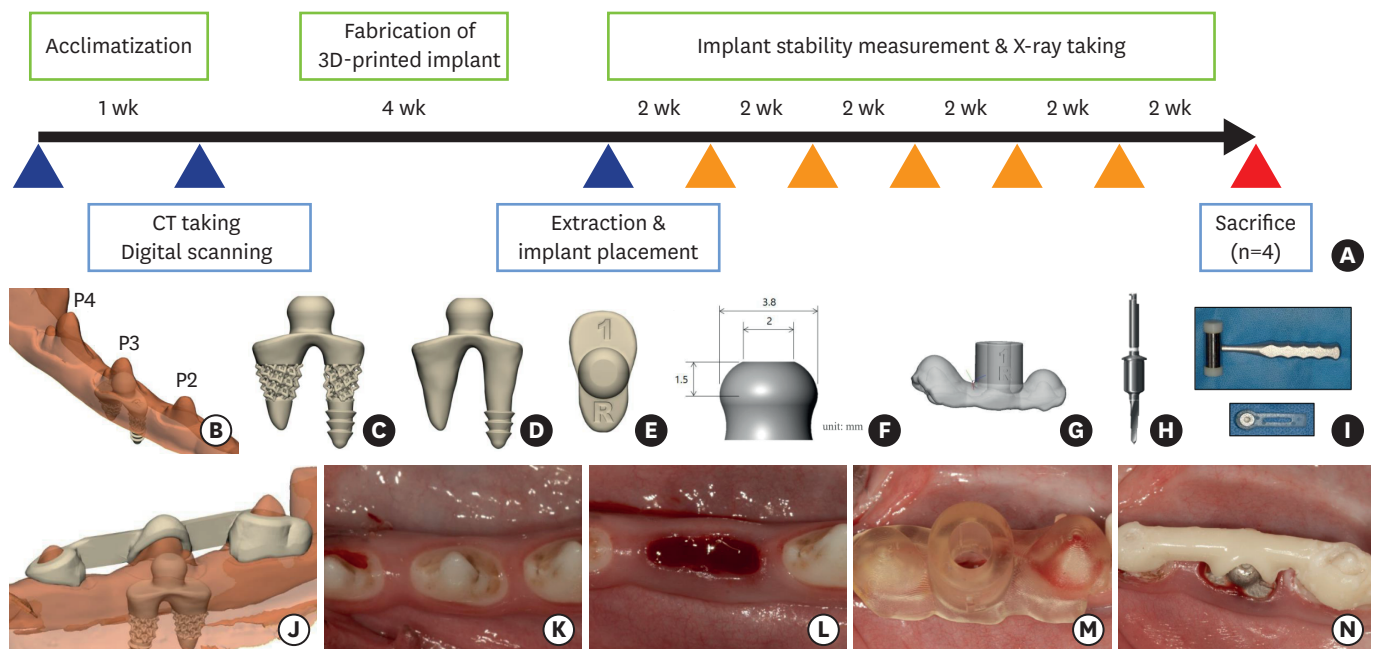 Acclimatization
Fabrication of
3D-printed implant
Implant stability measurement & X-ray taking
1 wk
4 wk
2 wk
2 wk
2 wk
2 wk
2 wk
2 wk
CT taking
Digital scanning
Extraction &
implant placement
Sacrifice
(n=4)
A
P4
P3
P2
B
C
D
1
R
E
3.8
2
1.5
unit: mm
F
1
G
H
I
J
K
L
M
N